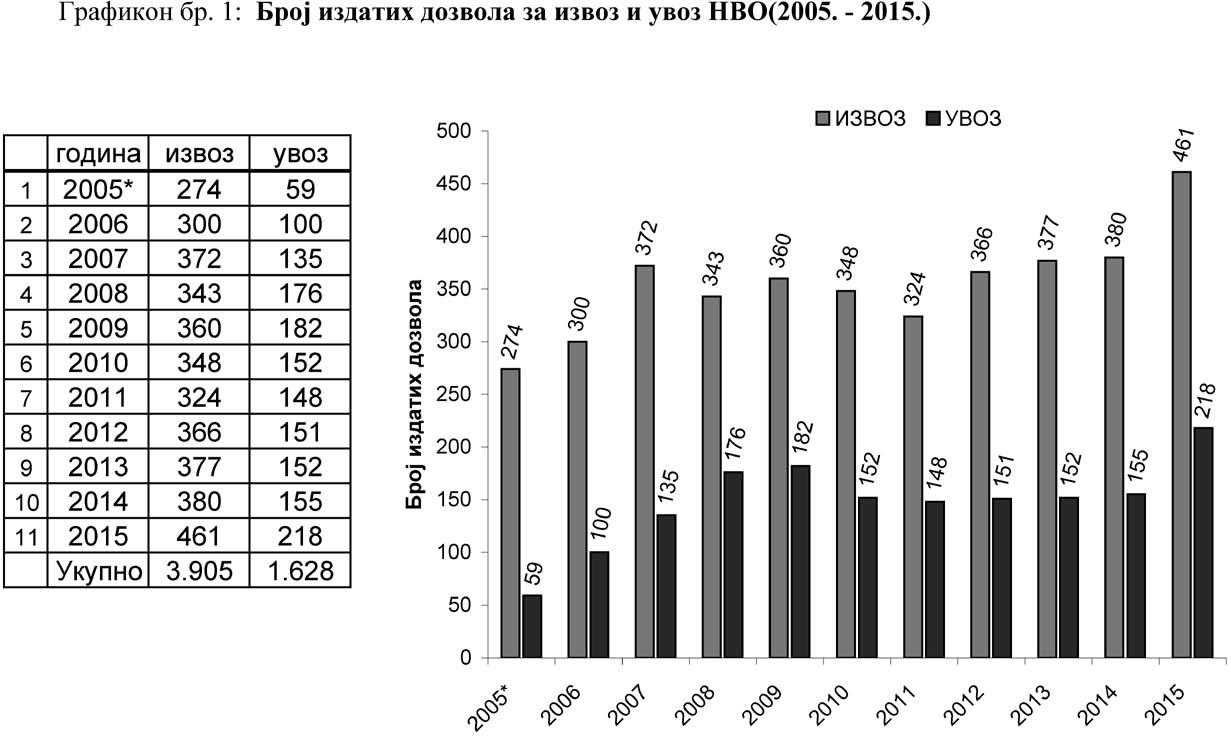 Графикон бр. 1: Број издатих дозвола за извоз и увоз НВО(2005. - 2015.)
година извоз увоз
1 2005* 274 59
2 2006 300 100
3 2007 372 135
4 2008 343 176
5 2009 360 182
6 2010 348 152
7 2011 324 148
8 2012 366 151
9 2013 377 152
10 2014 380 155
11 2015 461 218
Укупно 3.905 1.628
ИЗВОЗ УВОЗ
Број издатих дозвола
500
450
400
350
300
250
200
150
100
50
0
274 59
300 100
372 135
343 176
360 182
348 152
324 148
366 151
377 152
380 155
461 218
2005* 2006 2007 2008 2009 2010 2011 2012 2013 2014 2015